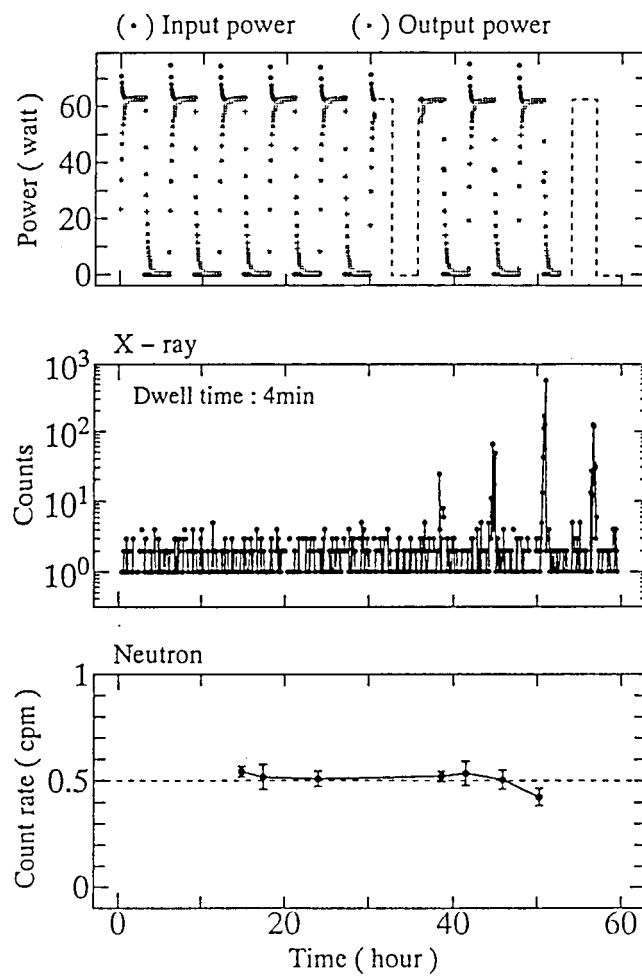 (•) Input power (•) Output power
Power ( watt )
60
40
20
0
X – ray
Dwell time : 4min
Counts
10³
10²
10¹
10⁰
Neutron
Count rate ( cpm )
1
0.5
0
0 20 40 60
Time ( hour )